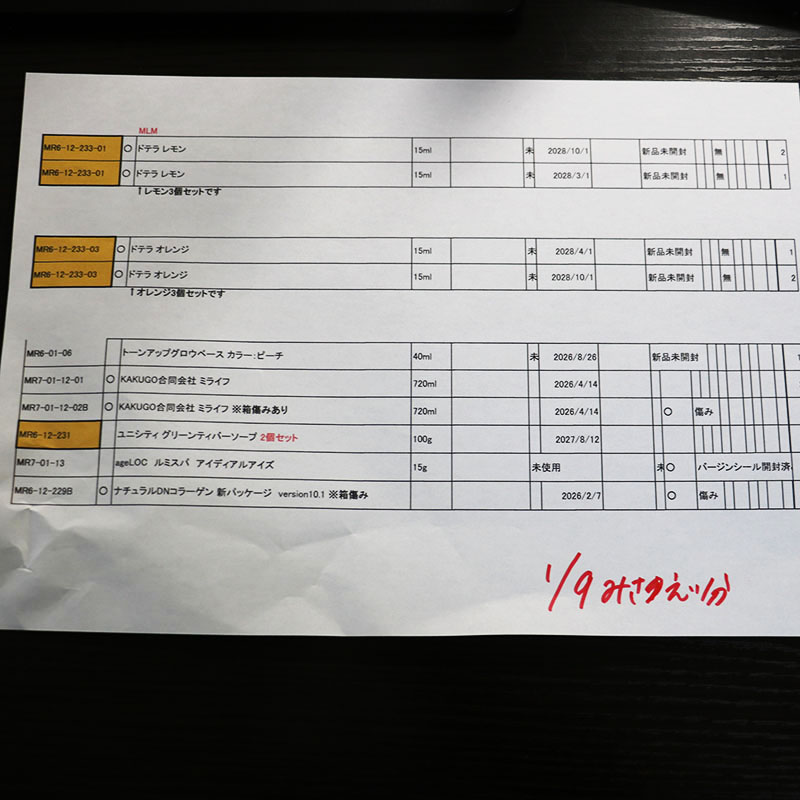 MLM
MR6-12-233-01 ○ ドテラ レモン 15ml 未 2028/10/1 新品未開封 無 2
MR6-12-233-01 ○ ドテラ レモン 15ml 未 2028/3/1 新品未開封 無 1
↑レモン3個セットです
MR6-12-233-03 ○ ドテラ オレンジ 15ml 未 2028/4/1 新品未開封 無 1
MR6-12-233-03 ○ ドテラ オレンジ 15ml 未 2028/10/1 新品未開封 無 2
↑オレンジ3個セットです
MR6-01-06 トーンアップグロウベース カラー:ピーチ 40ml 未 2026/8/26 新品未開封
MR7-01-12-01 ○ KAKUGO合同会社 ミライフ 720ml 2026/4/14
MR7-01-12-02B ○ KAKUGO合同会社 ミライフ ※箱傷みあり 720ml 2026/4/14 ○ 傷み
MR6-12-231 ユニシティ グリーンティバーソープ 2個セット 100g 2027/8/12
MR7-01-13 ageLOC ルミスパ アイディアルアイズ 15g 未使用 未 ○ バージンシール開封済
MR6-12-229B ○ ナチュラルDNコラーゲン 新パッケージ version10.1 ※箱傷み 2026/2/7 ○ 傷み
1/9